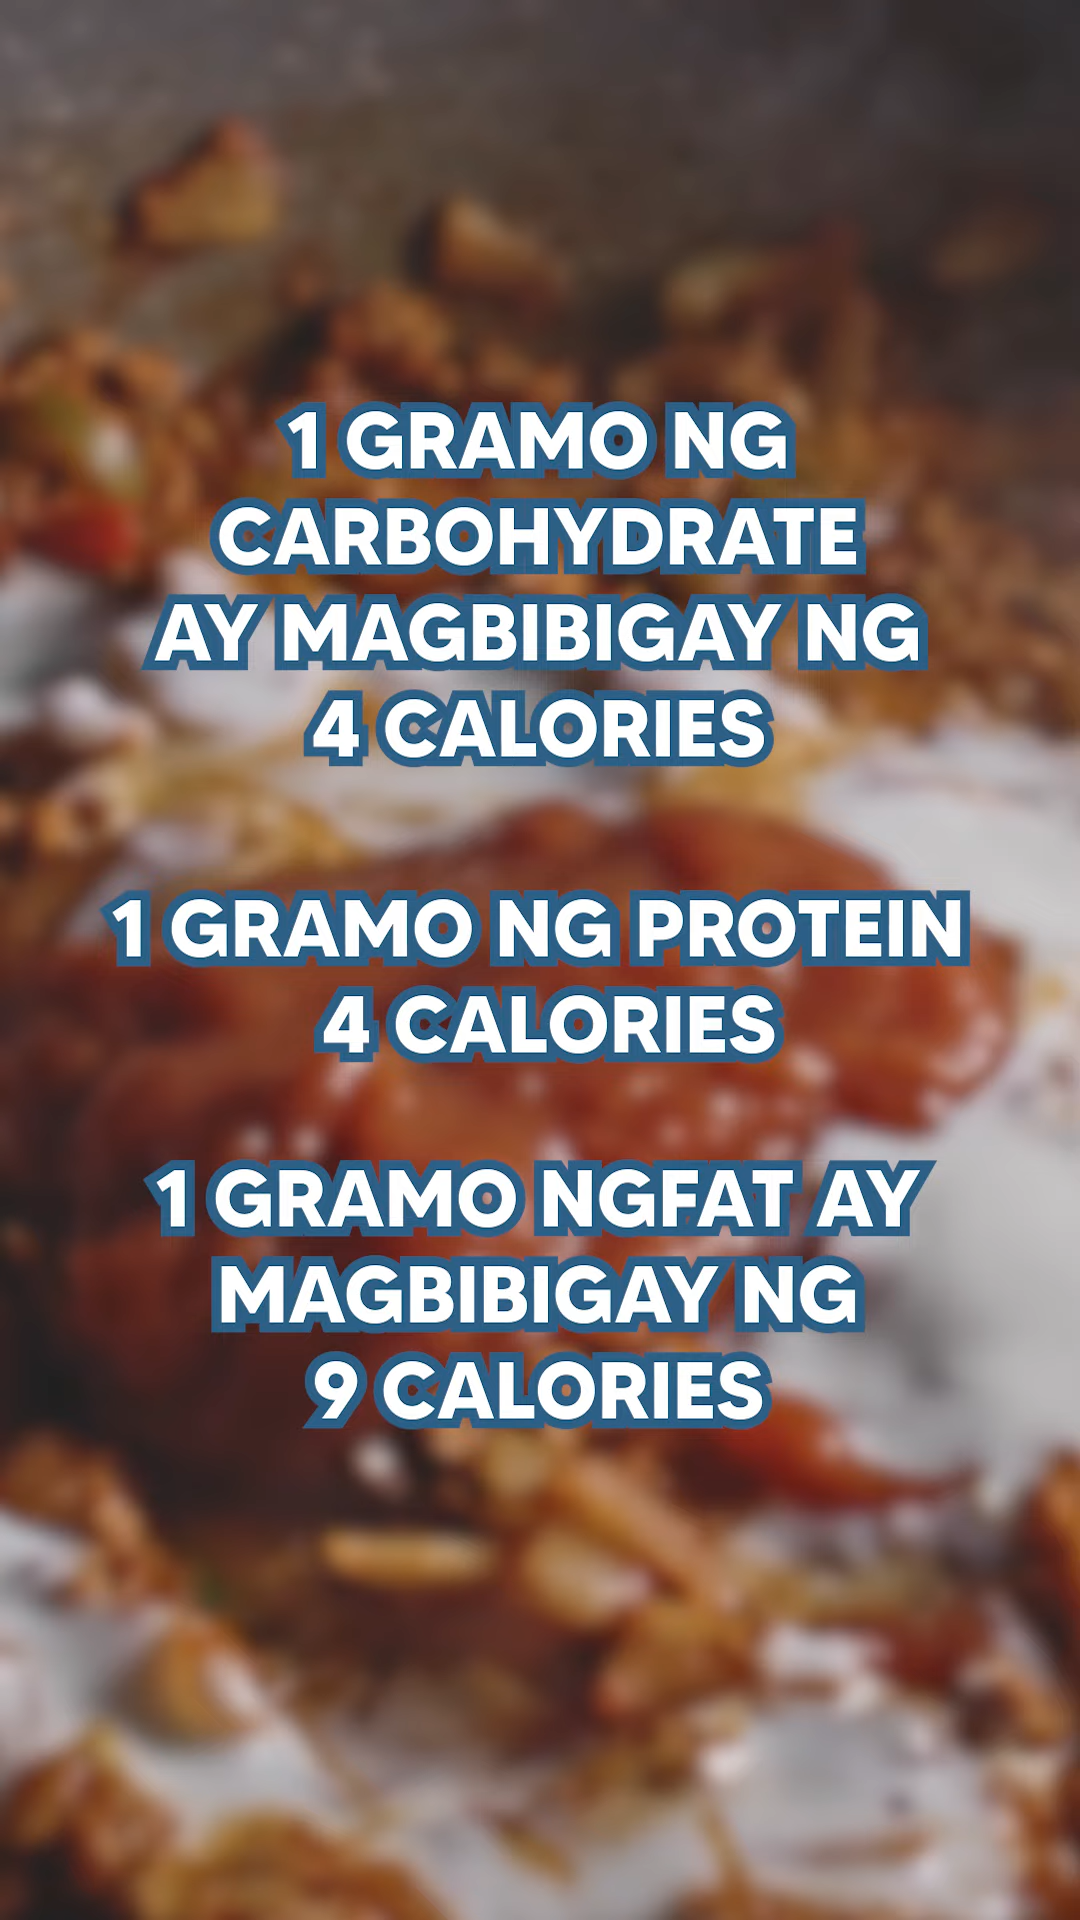 1 GRAMO NG
CARBOHYDRATE
AY MAGBIBIGAY NG
4 CALORIES
1 GRAMO NG PROTEIN
4 CALORIES
1 GRAMO NGFAT AY
MAGBIBIGAY NG
9 CALORIES